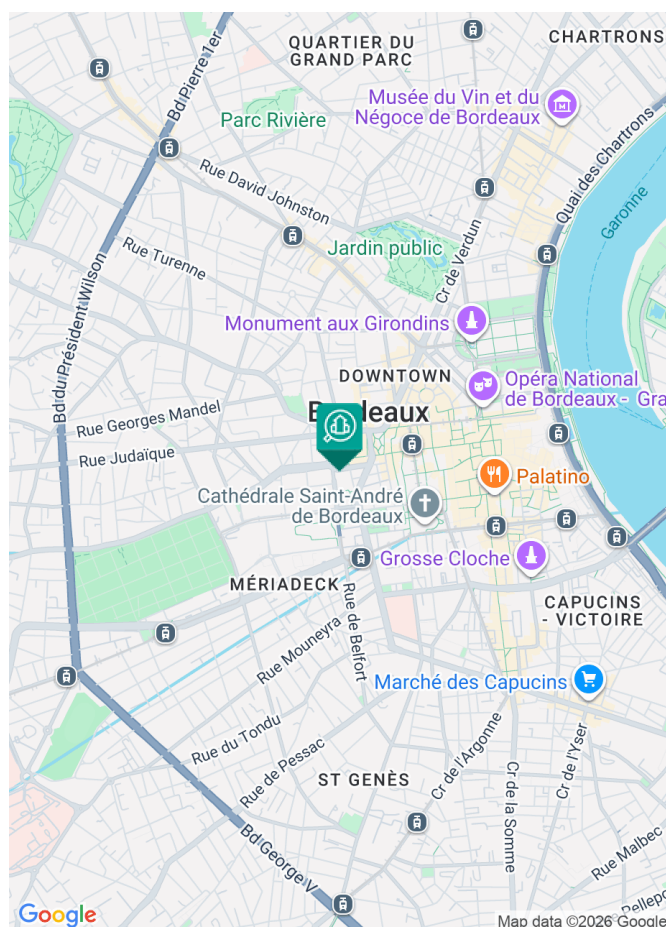 QUARTIER DU
GRAND PARC
CHARTRONS
Bd Pierre 1er
Musée du Vin et du
Négoce de Bordeaux
Parc Rivière
Quai des Chartrons
Rue David Johnston
Garonne
Jardin public
Cr de Verdun
Rue Turenne
Bd du Président Wilson
Monument aux Girondins
DOWNTOWN
Opéra National
de Bordeaux - Gra
Rue Georges Mandel
B
deaux
Rue Judaïque
Palatino
Cathédrale Saint-André
de Bordeaux
Grosse Cloche
MÉRIADECK
Rue de Belfort
CAPUCINS
- VICTOIRE
Rue Mouneyra
Marché des Capucins
Rue du Tondu
Cr de l'Argonne
Cr de l'Yser
Rue de Pessac
ST GENÈS
Cr de la Somme
Bd George V
Rue Malbec
Pellepo
Google
Map data ©2026 Google